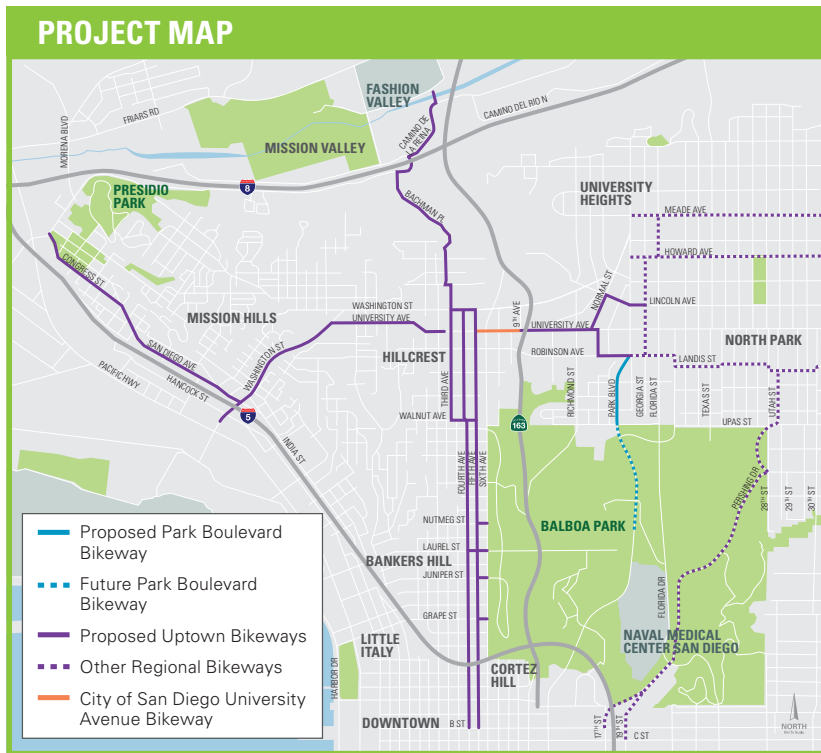 PROJECT MAP
FASHION
VALLEY
FRIARS RD
MORENA BLVD
CAMINO DE
LA REINA
CAMINO DEL RIO N
MISSION VALLEY
8
PRESIDIO
PARK
BACHMAN PL
UNIVERSITY
HEIGHTS
MEADE AVE
HOWARD AVE
CONGRESS ST
NORMAL ST
LINCOLN AVE
9TH AVE
WASHINGTON ST
UNIVERSITY AVE
UNIVERSITY AVE
MISSION HILLS
NORTH PARK
SAN DIEGO AVE
WASHINGTON ST
HILLCREST
ROBINSON AVE
LANDIS ST
PACIFIC HWY
HANCOCK ST
THIRD AVE
RICHMOND ST
PARK BLVD
GEORGIA ST
FLORIDA ST
TEXAS ST
UTAH ST
5
WALNUT AVE
163
UPAS ST
INDIA ST
FOURTH AVE
FIFTH AVE
SIXTH AVE
PERSHING DR
28TH ST
29TH ST
30TH ST
NUTMEG ST
BALBOA PARK
LAUREL ST
BANKERS HILL
JUNIPER ST
FLORIDA DR
GRAPE ST
NAVAL MEDICAL
CENTER SAN DIEGO
LITTLE
ITALY
HARBOR DR
CORTEZ
HILL
DOWNTOWN
B ST
17TH ST
19TH ST
C ST
NORTH
Proposed Park Boulevard
Bikeway
Future Park Boulevard
Bikeway
Proposed Uptown Bikeways
Other Regional Bikeways
City of San Diego University
Avenue Bikeway